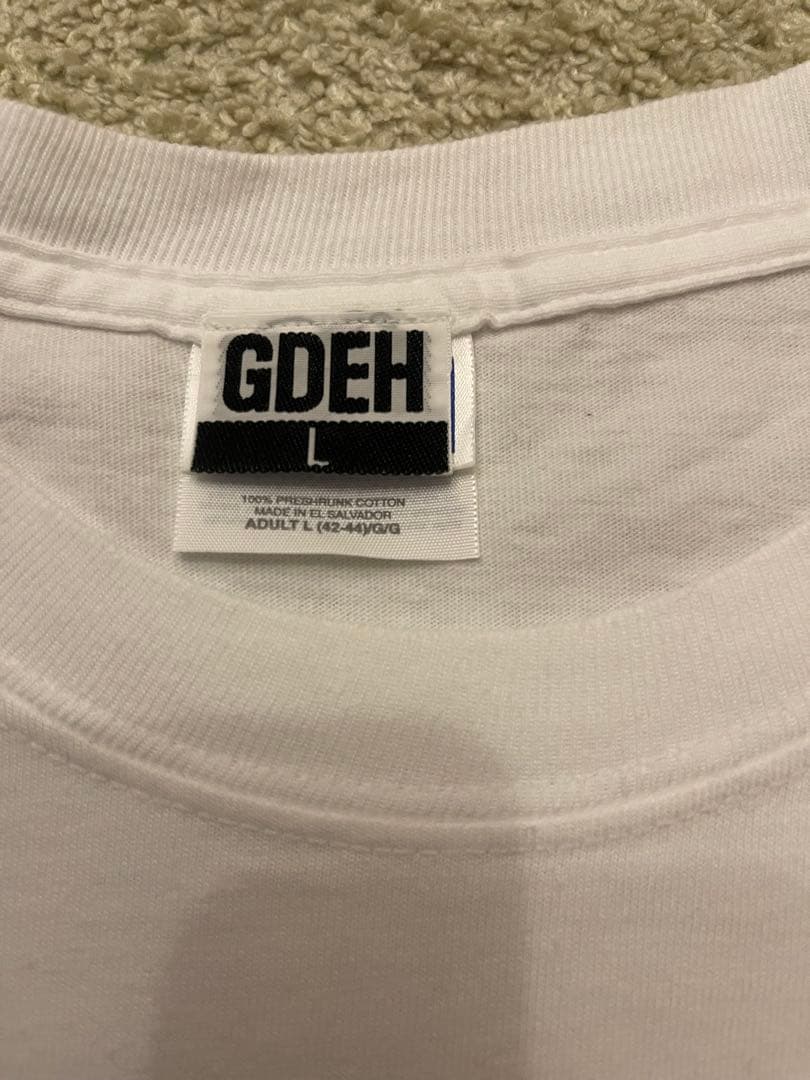 GDEH
L
100% PRESHRUNK COTTON
MADE IN EL SALVADOR
ADULT L (42-44)/G/G